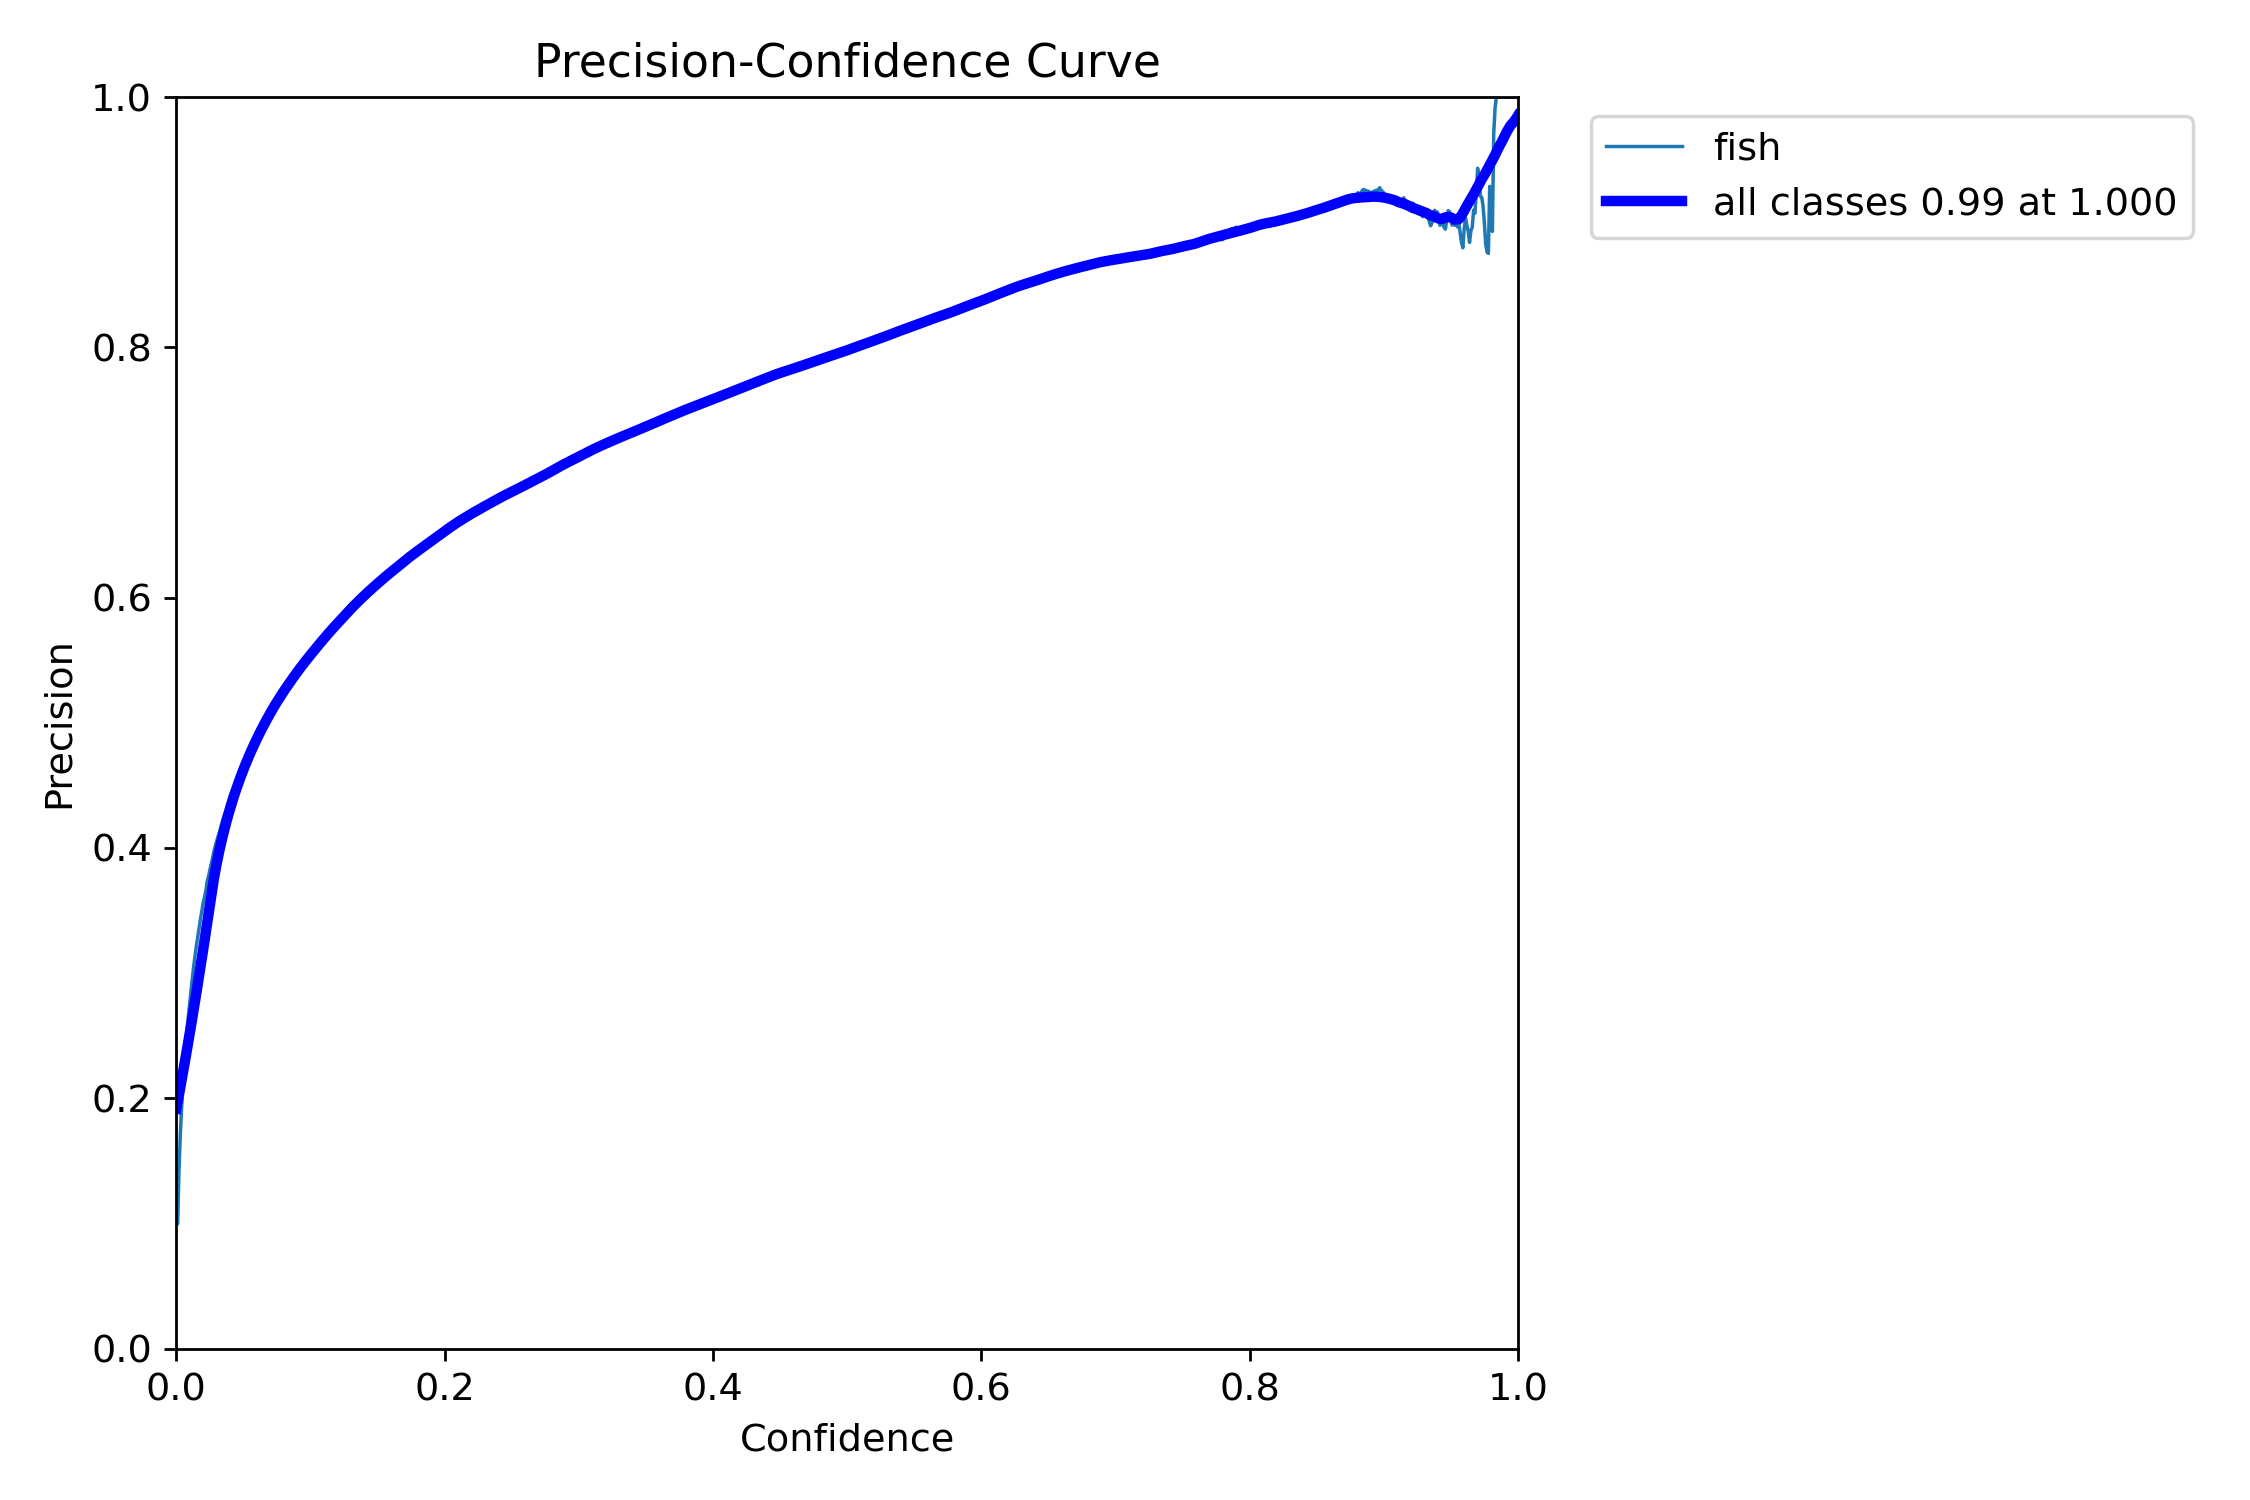 Precision-Confidence Curve
1.0
0.8
0.6
0.4
0.2
0.0
Precision
0.0 0.2 0.4 0.6 0.8 1.0
Confidence
fish
all classes 0.99 at 1.000